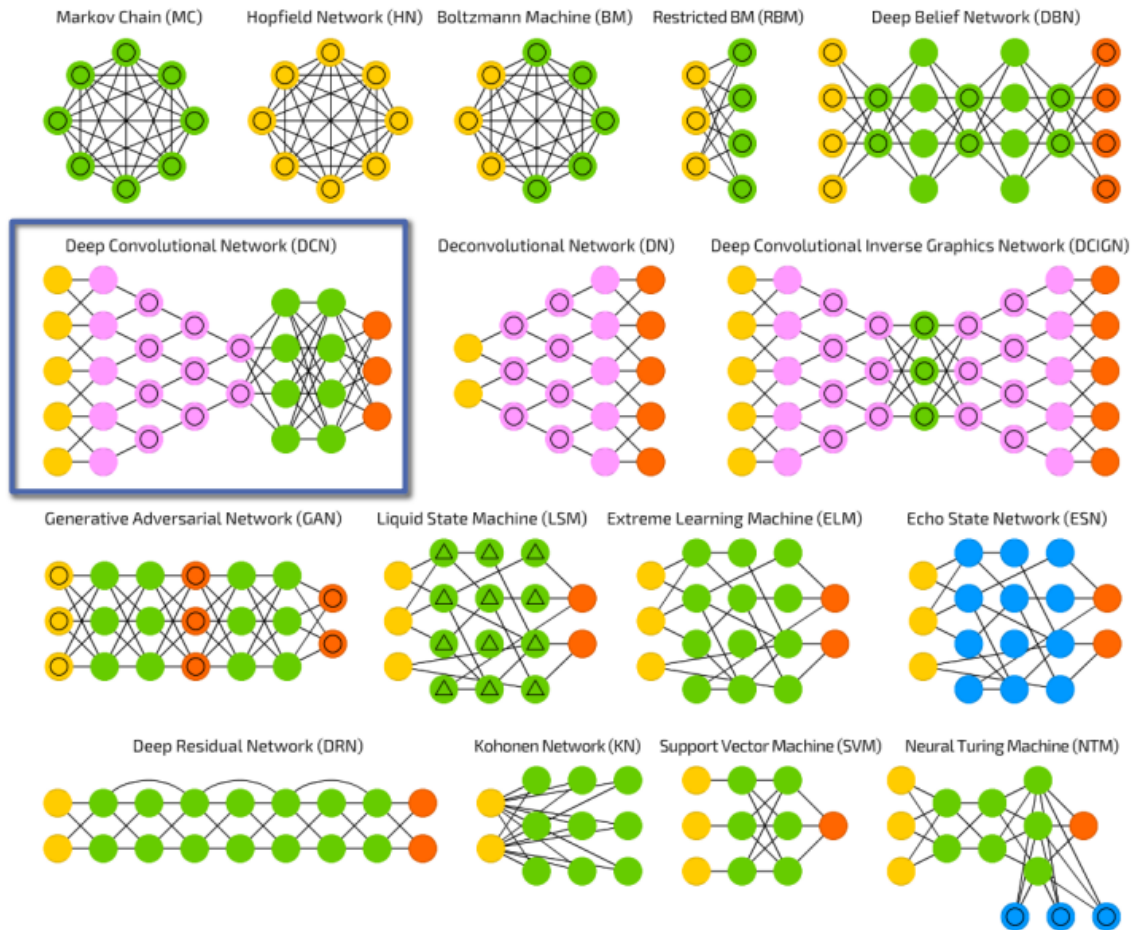 Markov Chain (MC)
Hopfield Network (HN)
Boltzmann Machine (BM)
Restricted BM (RBM)
Deep Belief Network (DBN)
Deep Convolutional Network (DCN)
Deconvolutional Network (DN)
Deep Convolutional Inverse Graphics Network (DCIGN)
Generative Adversarial Network (GAN)
Liquid State Machine (LSM)
Extreme Learning Machine (ELM)
Echo State Network (ESN)
Deep Residual Network (DRN)
Kohonen Network (KN)
Support Vector Machine (SVM)
Neural Turing Machine (NTM)